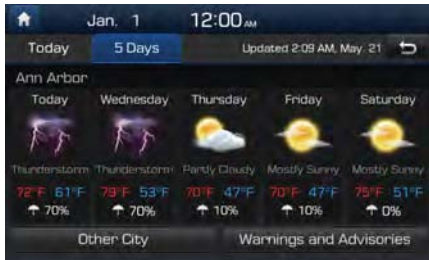 Jan. 1 12:00 AM
Today 5 Days Updated 2:09 AM, May. 21
Ann Arbor
Today Wednesday Thursday Friday Saturday
Thunderstorm Thunderstorm Partly Cloudy Mostly Sunny Mostly Sunny
72°F 61°F 79°F 53°F 70°F 47°F 70°F 47°F 75°F 51°F
70% 70% 10% 10% 0%
Other City Warnings and Advisories